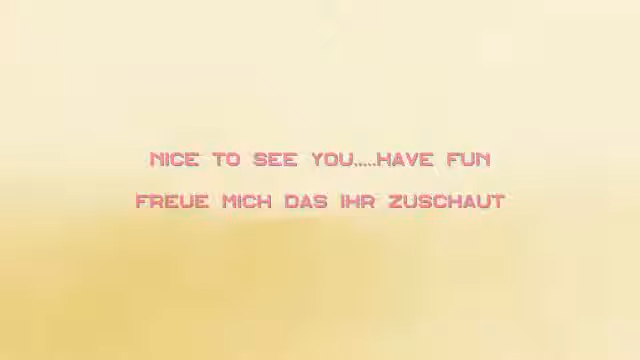 NICE TO SEE YOU.....HAVE FUN
FREUE MICH DAS IHR ZUSCHAUT